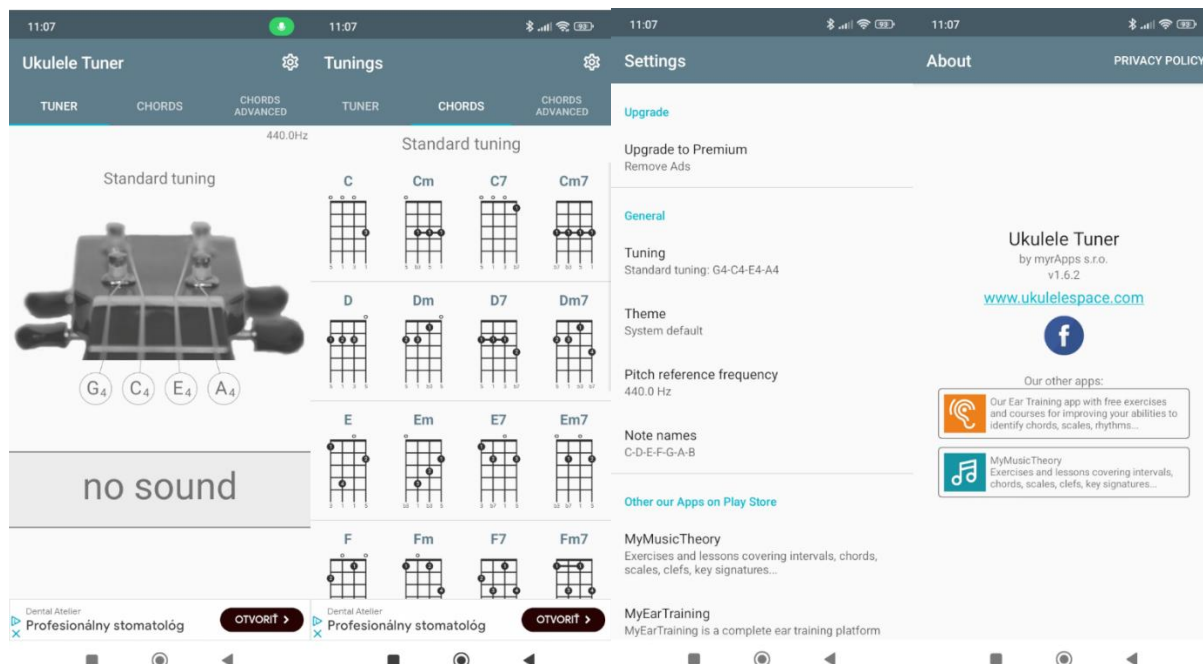 11:07
Ukulele Tuner
TUNER CHORDS CHORDS ADVANCED
440.0Hz
Standard tuning
G4 C4 E4 A4
no sound
Dental Atelier
Profesionálny stomatológ
OTVORIŤ >
11:07
93
Tunings
TUNER CHORDS CHORDS ADVANCED
Standard tuning
C Cm C7 Cm7
D Dm D7 Dm7
E Em E7 Em7
F Fm F7 Fm7
Dental Atelier
Profesionálny stomatológ
OTVORIŤ >
11:07
93
Settings
Upgrade
Upgrade to Premium
Remove Ads
General
Tuning
Standard tuning: G4-C4-E4-A4
Theme
System default
Pitch reference frequency
440.0 Hz
Note names
C-D-E-F-G-A-B
Other our Apps on Play Store
MyMusicTheory
Exercises and lessons covering intervals, chords,
scales, clefs, key signatures...
MyEarTraining
MyEarTraining is a complete ear training platform
11:07
93
About
PRIVACY POLICY
Ukulele Tuner
by myrApps s.r.o.
v1.6.2
www.ukulelespace.com
Our other apps:
Our Ear Training app with free exercises
and courses for improving your abilities to
identify chords, scales, rhythms...
MyMusicTheory
Exercises and lessons covering intervals,
chords, scales, clefs, key signatures...